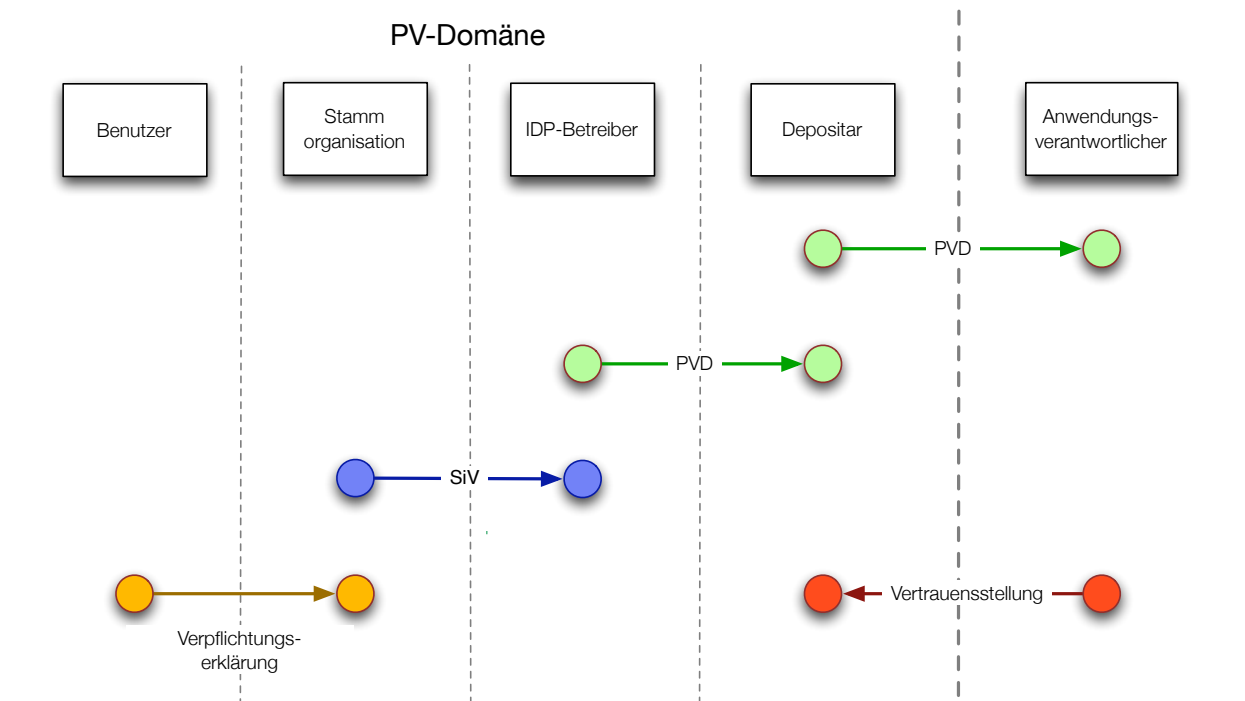 PV-Domäne
Benutzer
Stamm
organisation
IDP-Betreiber
Depositar
Anwendungs-
verantwortlicher
PVD
PVD
SiV
Vertrauensstellung
Verpflichtungs-
erklärung